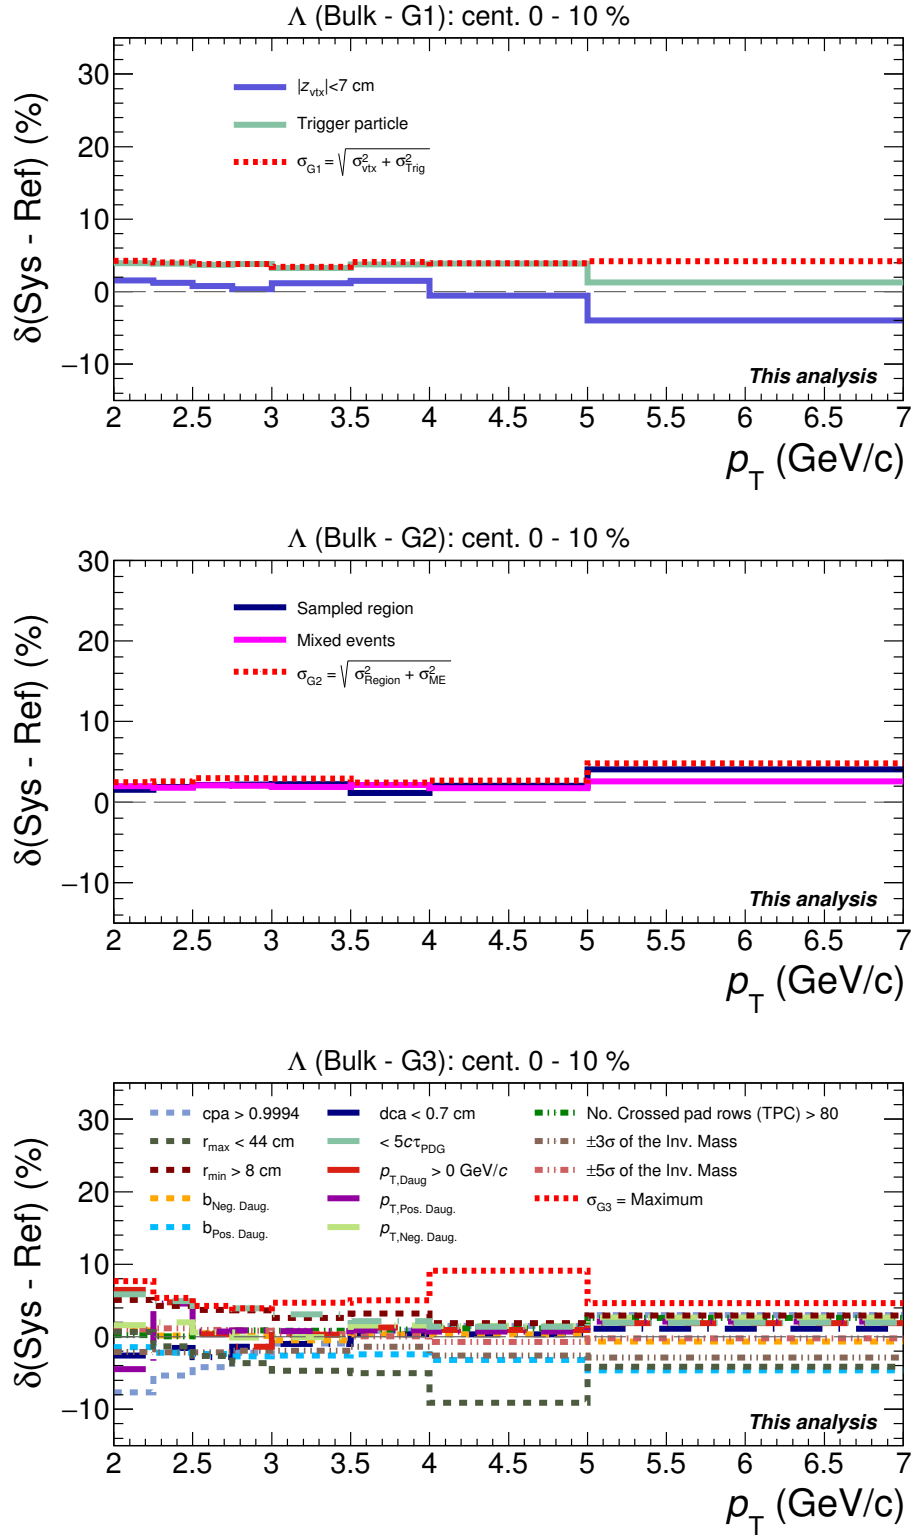 Λ (Bulk - G1): cent. 0 - 10 %
δ(Sys - Ref) (%)
30
20
10
0
−10
|z_vtx|<7 cm
Trigger particle
σ_G1 = √(σ²_vtx + σ²_Trig)
This analysis
2 2.5 3 3.5 4 4.5 5 5.5 6 6.5 7
p_T (GeV/c)
Λ (Bulk - G2): cent. 0 - 10 %
δ(Sys - Ref) (%)
30
20
10
0
−10
Sampled region
Mixed events
σ_G2 = √(σ²_Region + σ²_ME)
This analysis
2 2.5 3 3.5 4 4.5 5 5.5 6 6.5 7
p_T (GeV/c)
Λ (Bulk - G3): cent. 0 - 10 %
δ(Sys - Ref) (%)
30
20
10
0
−10
cpa > 0.9994
r_max < 44 cm
r_min > 8 cm
b_Neg. Daug.
b_Pos. Daug.
dca < 0.7 cm
< 5cτ_PDG
p_T,Daug > 0 GeV/c
p_T,Pos. Daug.
p_T,Neg. Daug.
No. Crossed pad rows (TPC) > 80
±3σ of the Inv. Mass
±5σ of the Inv. Mass
σ_G3 = Maximum
This analysis
2 2.5 3 3.5 4 4.5 5 5.5 6 6.5 7
p_T (GeV/c)